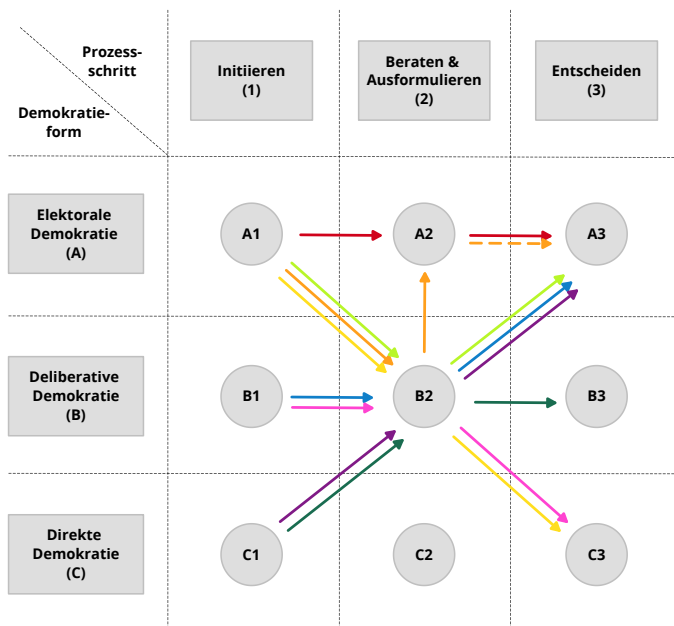 Prozess-
schritt
Demokratie-
form
Initiieren
(1)
Beraten &
Ausformulieren
(2)
Entscheiden
(3)
Elektorale
Demokratie
(A)
A1
A2
A3
Deliberative
Demokratie
(B)
B1
B2
B3
Direkte
Demokratie
(C)
C1
C2
C3